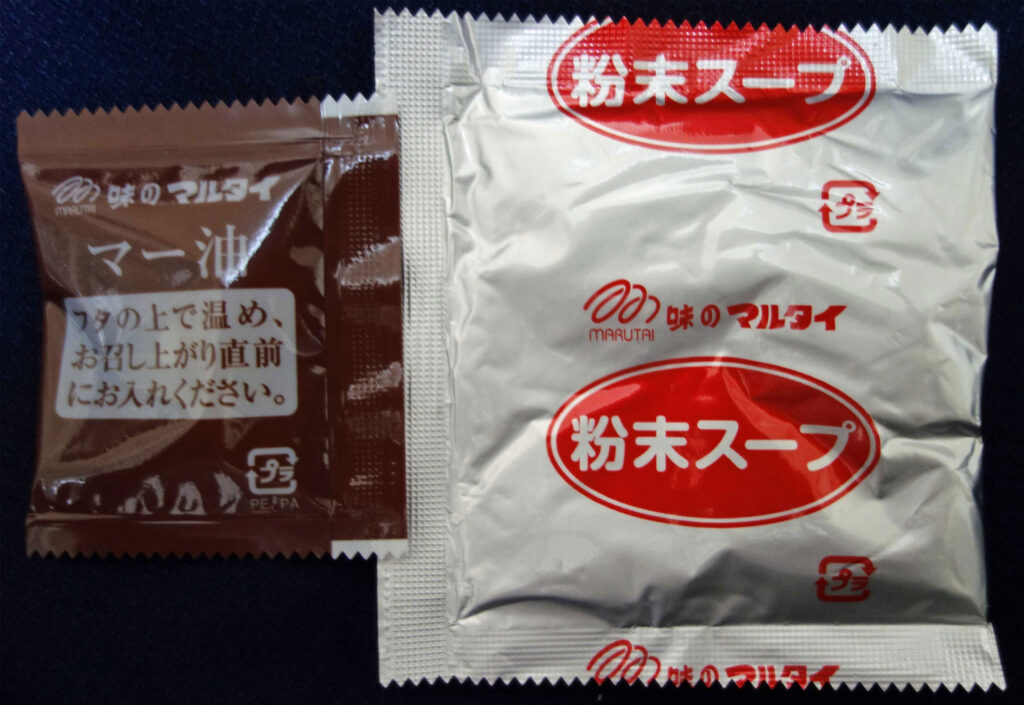 MARUTAI
味のマルタイ
マー油
フタの上で温め、
お召し上がり直前
にお入れください。
プラ
PE,PA
粉末スープ
プラ
MARUTAI
味のマルタイ
粉末スープ
プラ
味のマルタイ